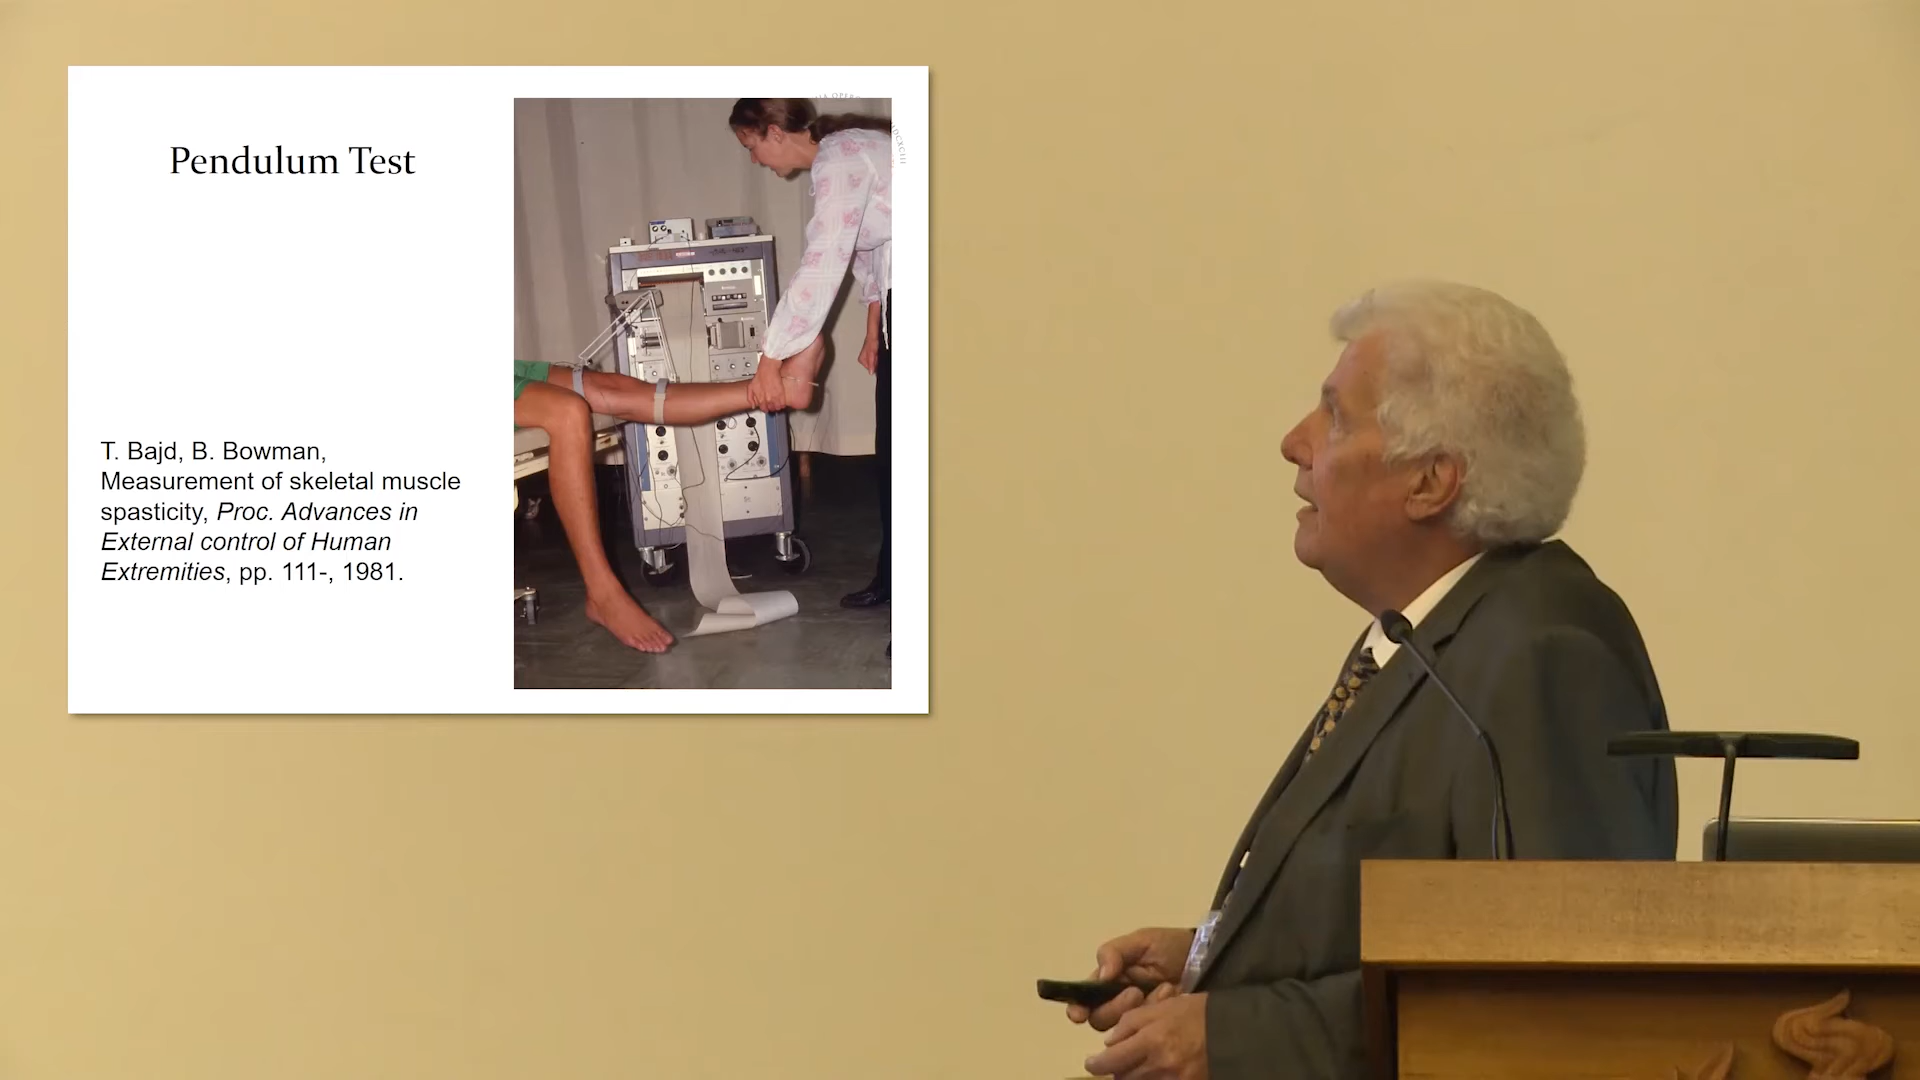 Pendulum Test
T. Bajd, B. Bowman,
Measurement of skeletal muscle
spasticity, Proc. Advances in
External control of Human
Extremities, pp. 111-, 1981.